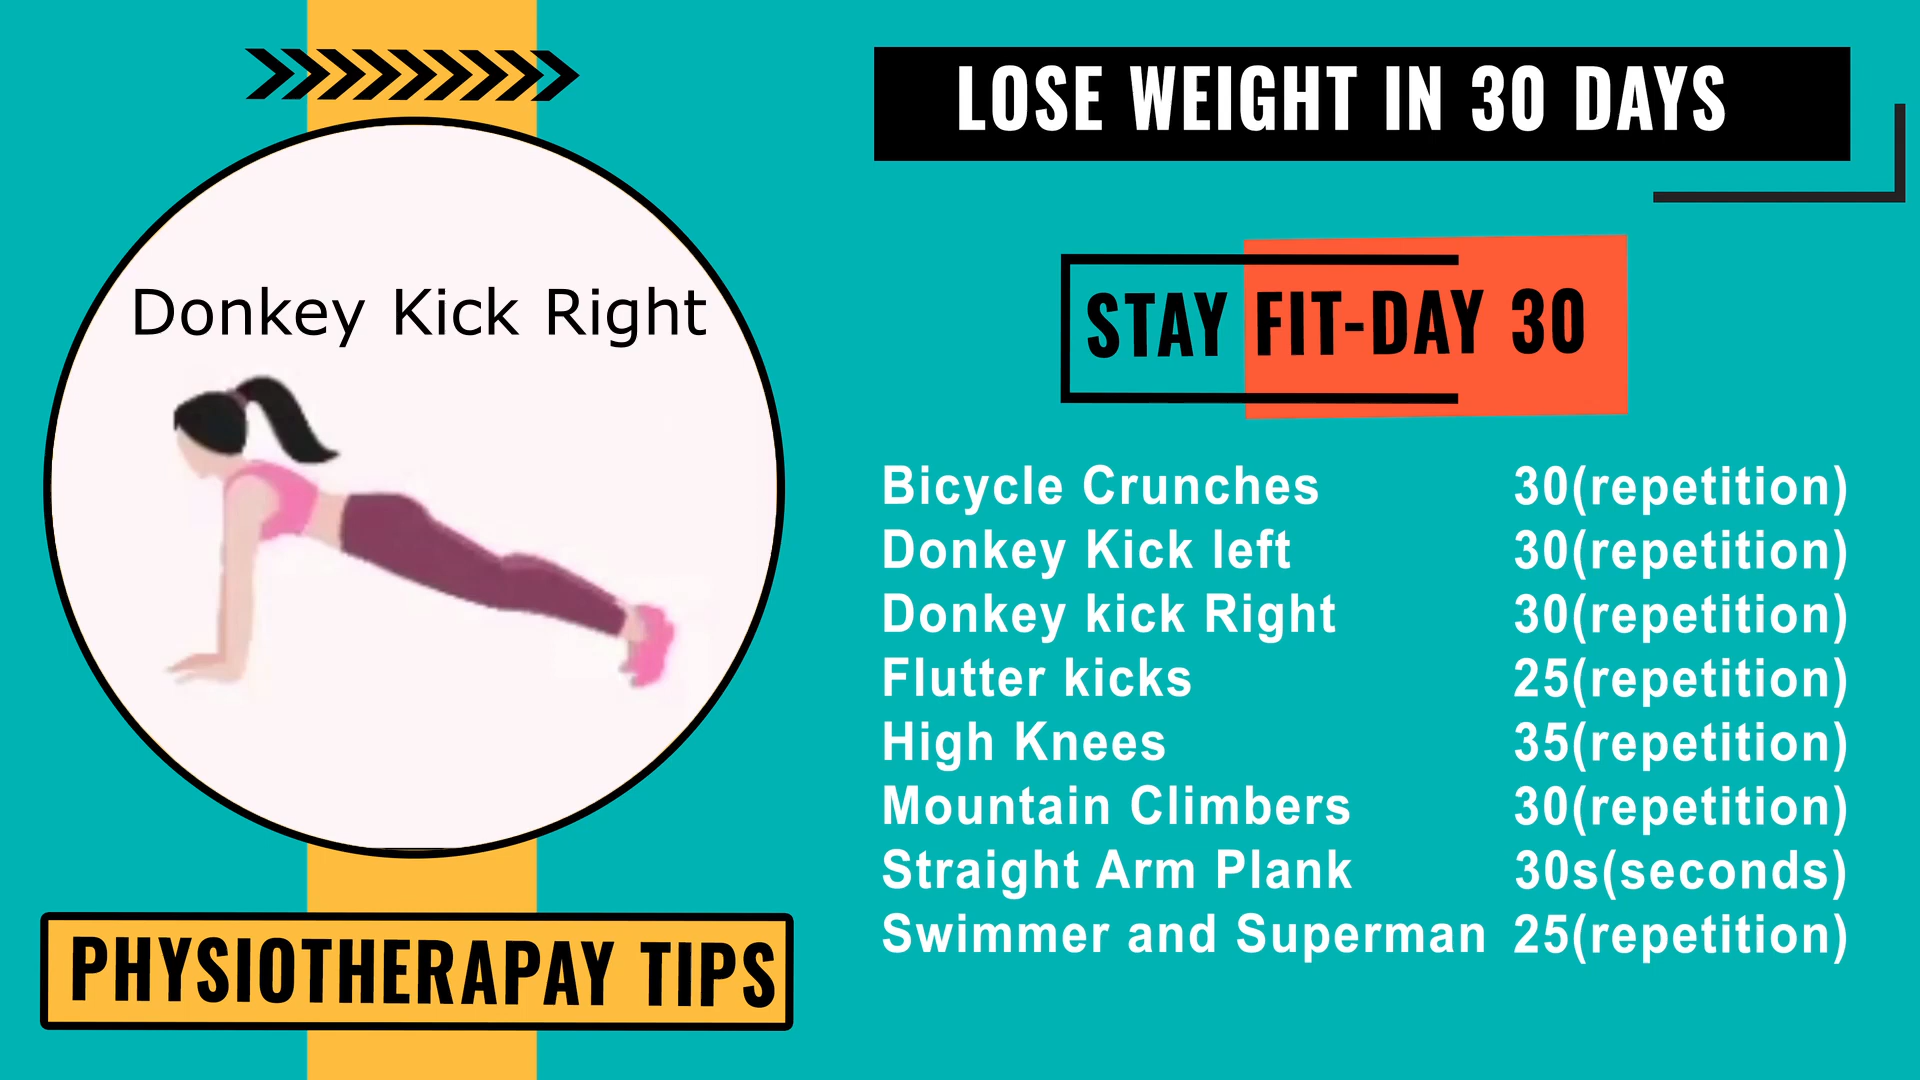 LOSE WEIGHT IN 30 DAYS
Donkey Kick Right
STAY FIT-DAY 30
Bicycle Crunches 30(repetition)
Donkey Kick left 30(repetition)
Donkey kick Right 30(repetition)
Flutter kicks 25(repetition)
High Knees 35(repetition)
Mountain Climbers 30(repetition)
Straight Arm Plank 30s(seconds)
Swimmer and Superman 25(repetition)
PHYSIOTHERAPAY TIPS